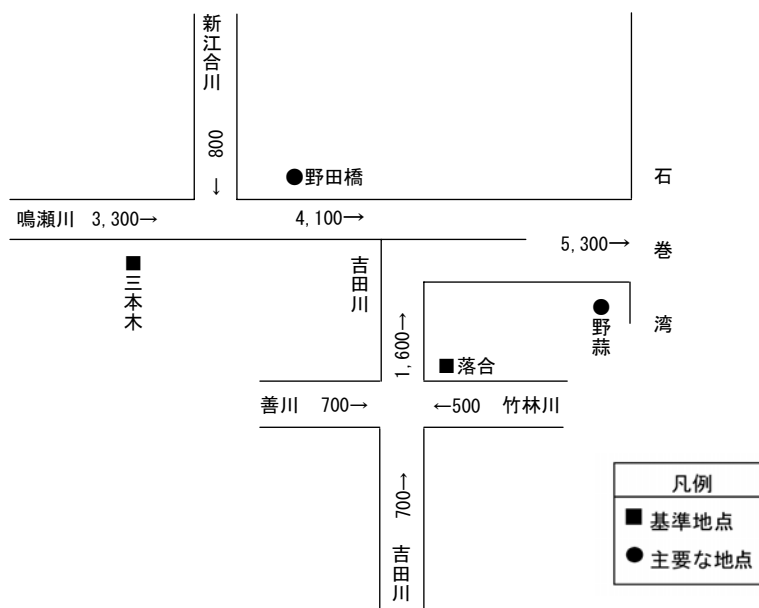 新江合川
800
↓
●野田橋
石巻湾
鳴瀬川 3,300→
4,100→
5,300→
■三本木
吉田川
1,600→
●野蒜
■落合
善川 700→
←500 竹林川
700→
吉田川
凡例
■ 基準地点
● 主要な地点